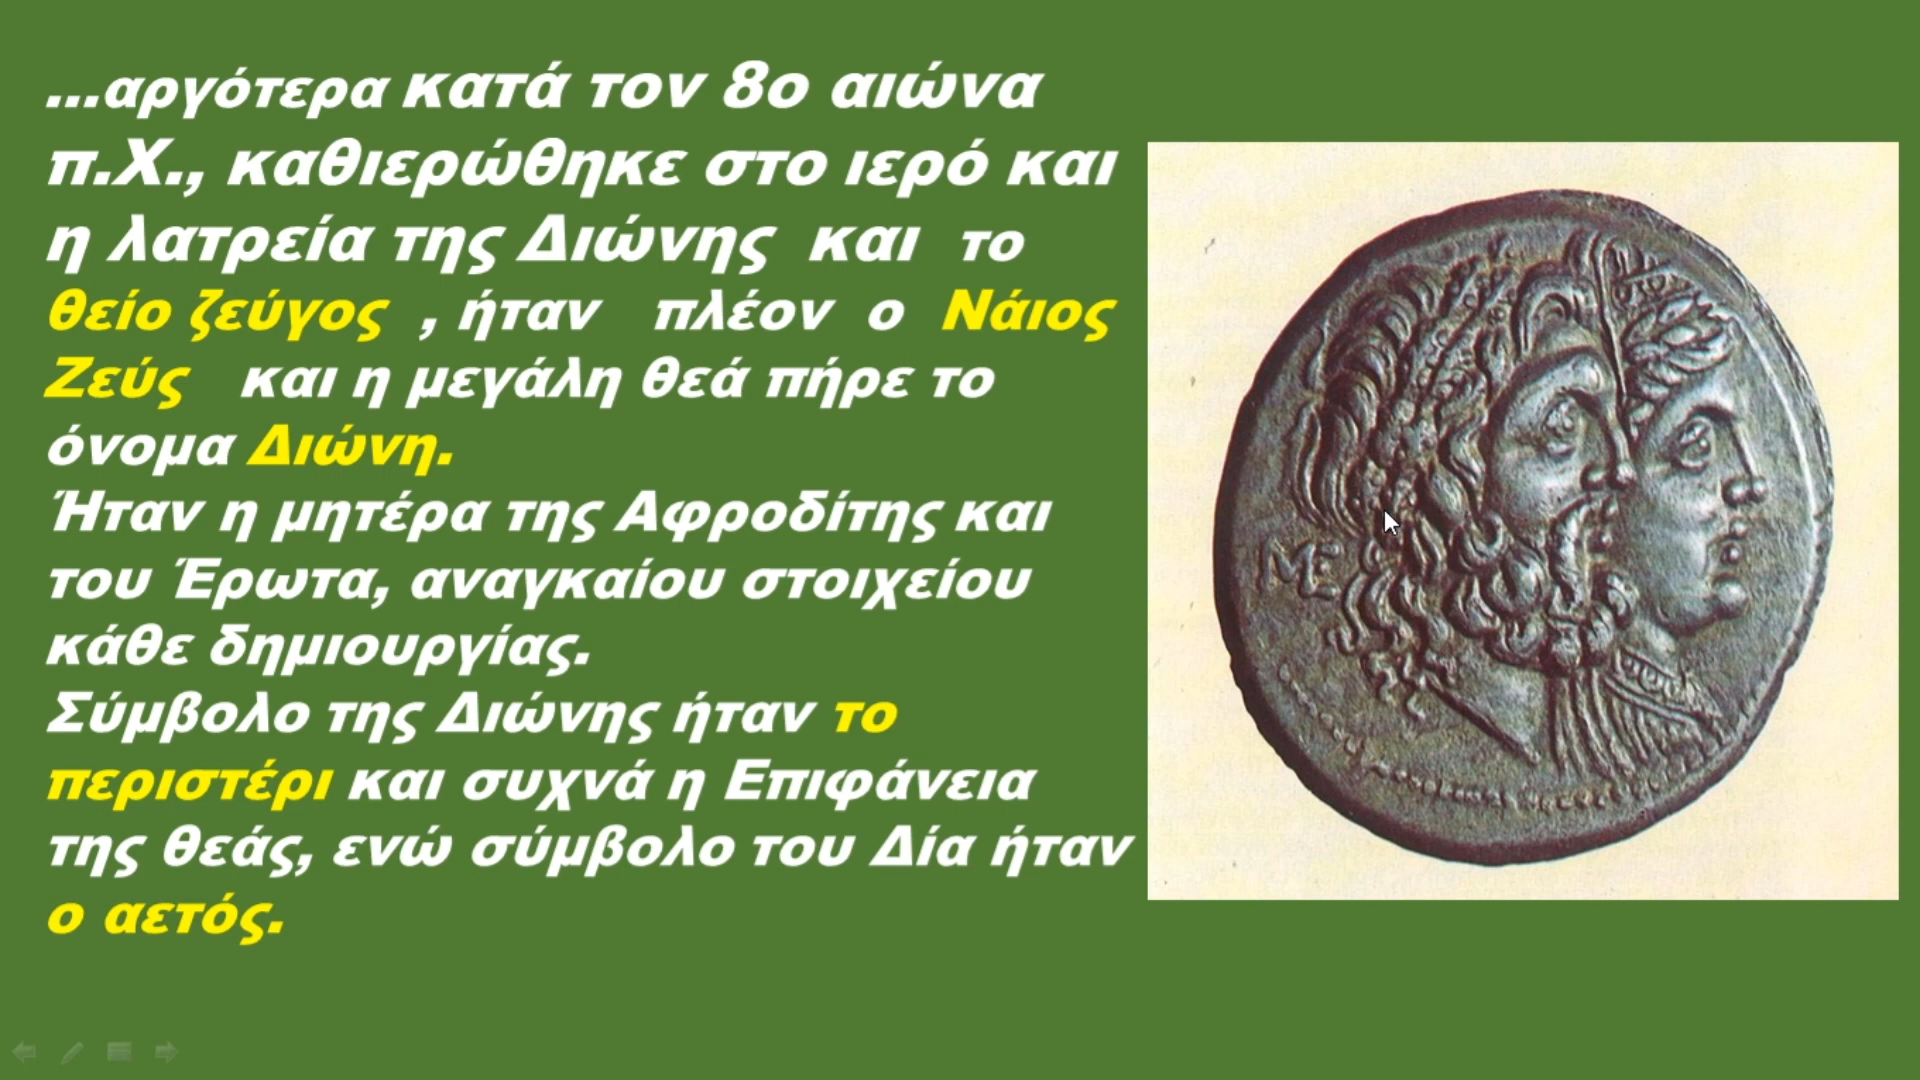 ...αργότερα κατά τον 8ο αιώνα
π.Χ., καθιερώθηκε στο ιερό και
η λατρεία της Διώνης και το
θείο ζεύγος , ήταν πλέον ο Νάιος
Ζεύς και η μεγάλη θεά πήρε το
όνομα Διώνη.
Ήταν η μητέρα της Αφροδίτης και
του Έρωτα, αναγκαίου στοιχείου
κάθε δημιουργίας.
Σύμβολο της Διώνης ήταν το
περιστέρι και συχνά η Επιφάνεια
της θεάς, ενώ σύμβολο του Δία ήταν
ο αετός.
ΜΕ